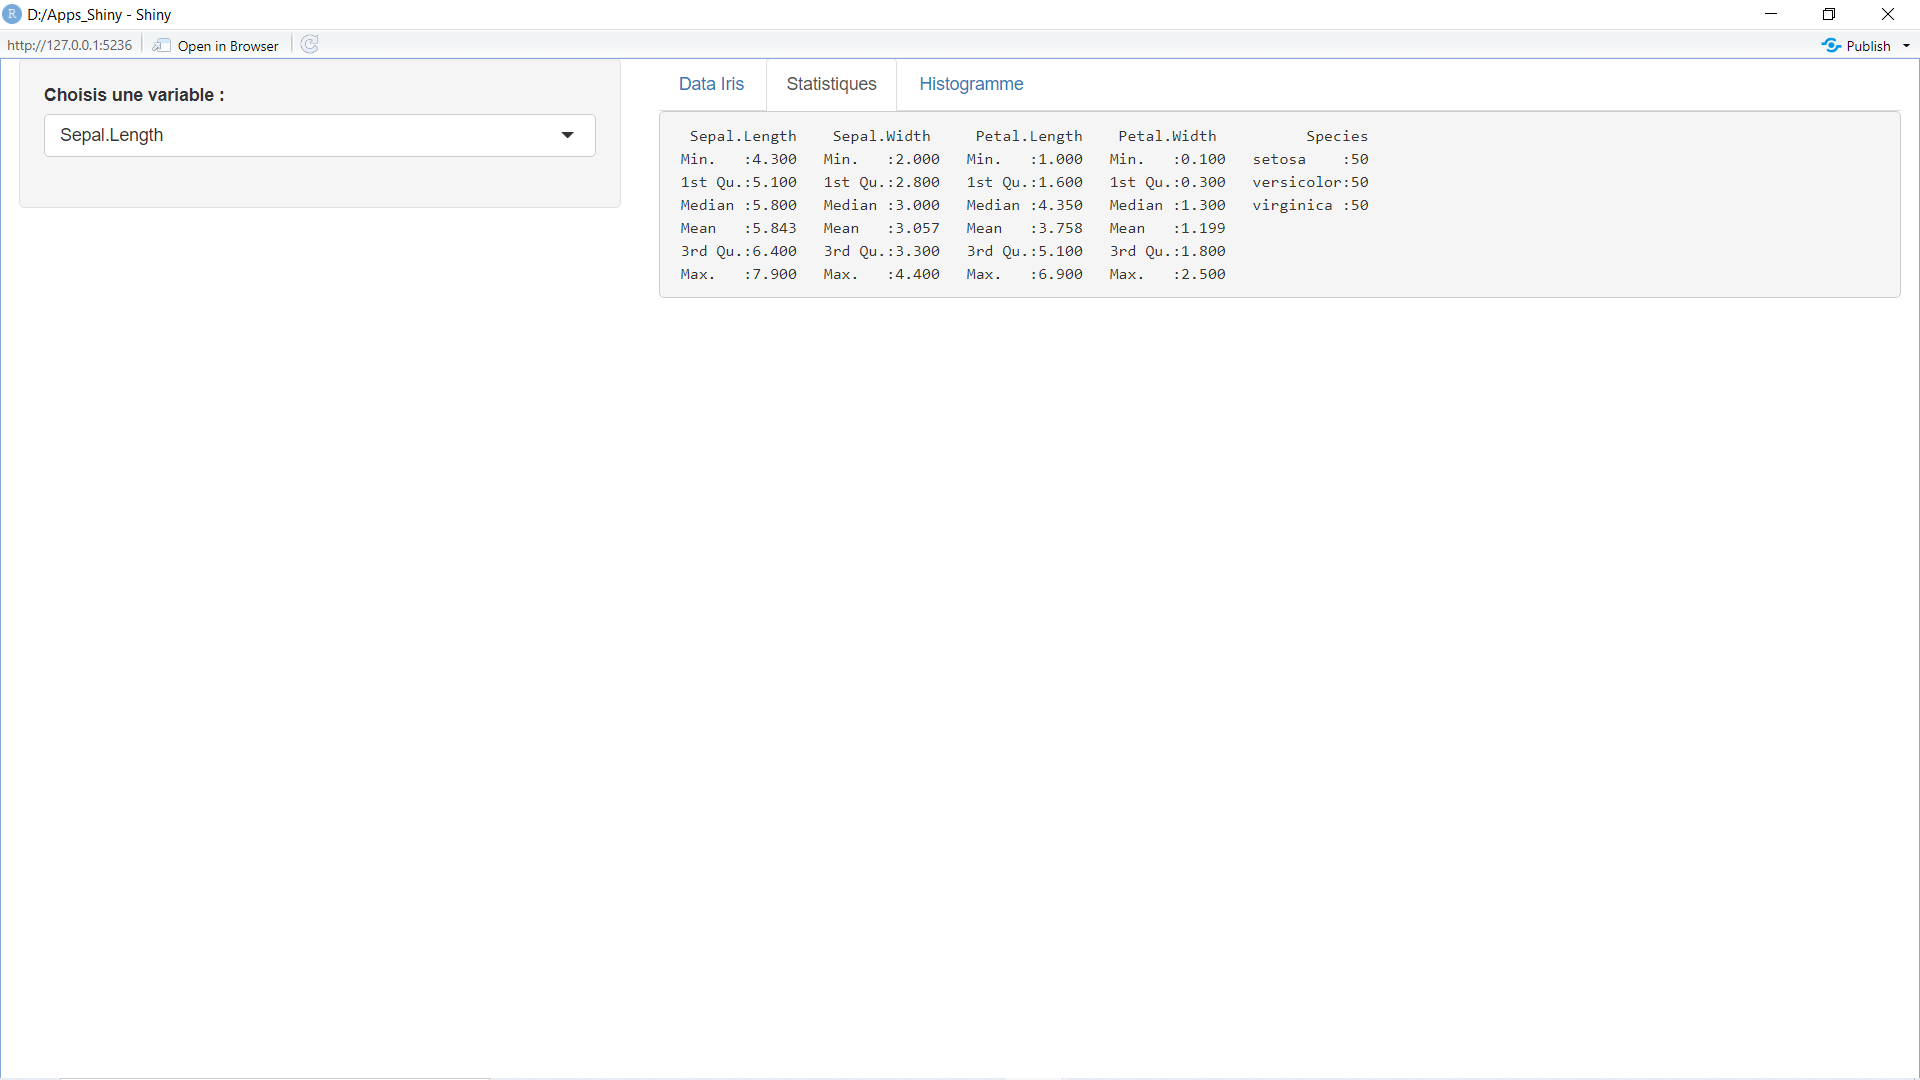 D:/Apps_Shiny - Shiny
http://127.0.0.1:5236 Open in Browser Publish
Choisis une variable :
Sepal.Length
Data Iris Statistiques Histogramme
 Sepal.Length    Sepal.Width     Petal.Length    Petal.Width          Species
Min.   :4.300   Min.   :2.000   Min.   :1.000   Min.   :0.100   setosa    :50
1st Qu.:5.100   1st Qu.:2.800   1st Qu.:1.600   1st Qu.:0.300   versicolor:50
Median :5.800   Median :3.000   Median :4.350   Median :1.300   virginica :50
Mean   :5.843   Mean   :3.057   Mean   :3.758   Mean   :1.199
3rd Qu.:6.400   3rd Qu.:3.300   3rd Qu.:5.100   3rd Qu.:1.800
Max.   :7.900   Max.   :4.400   Max.   :6.900   Max.   :2.500